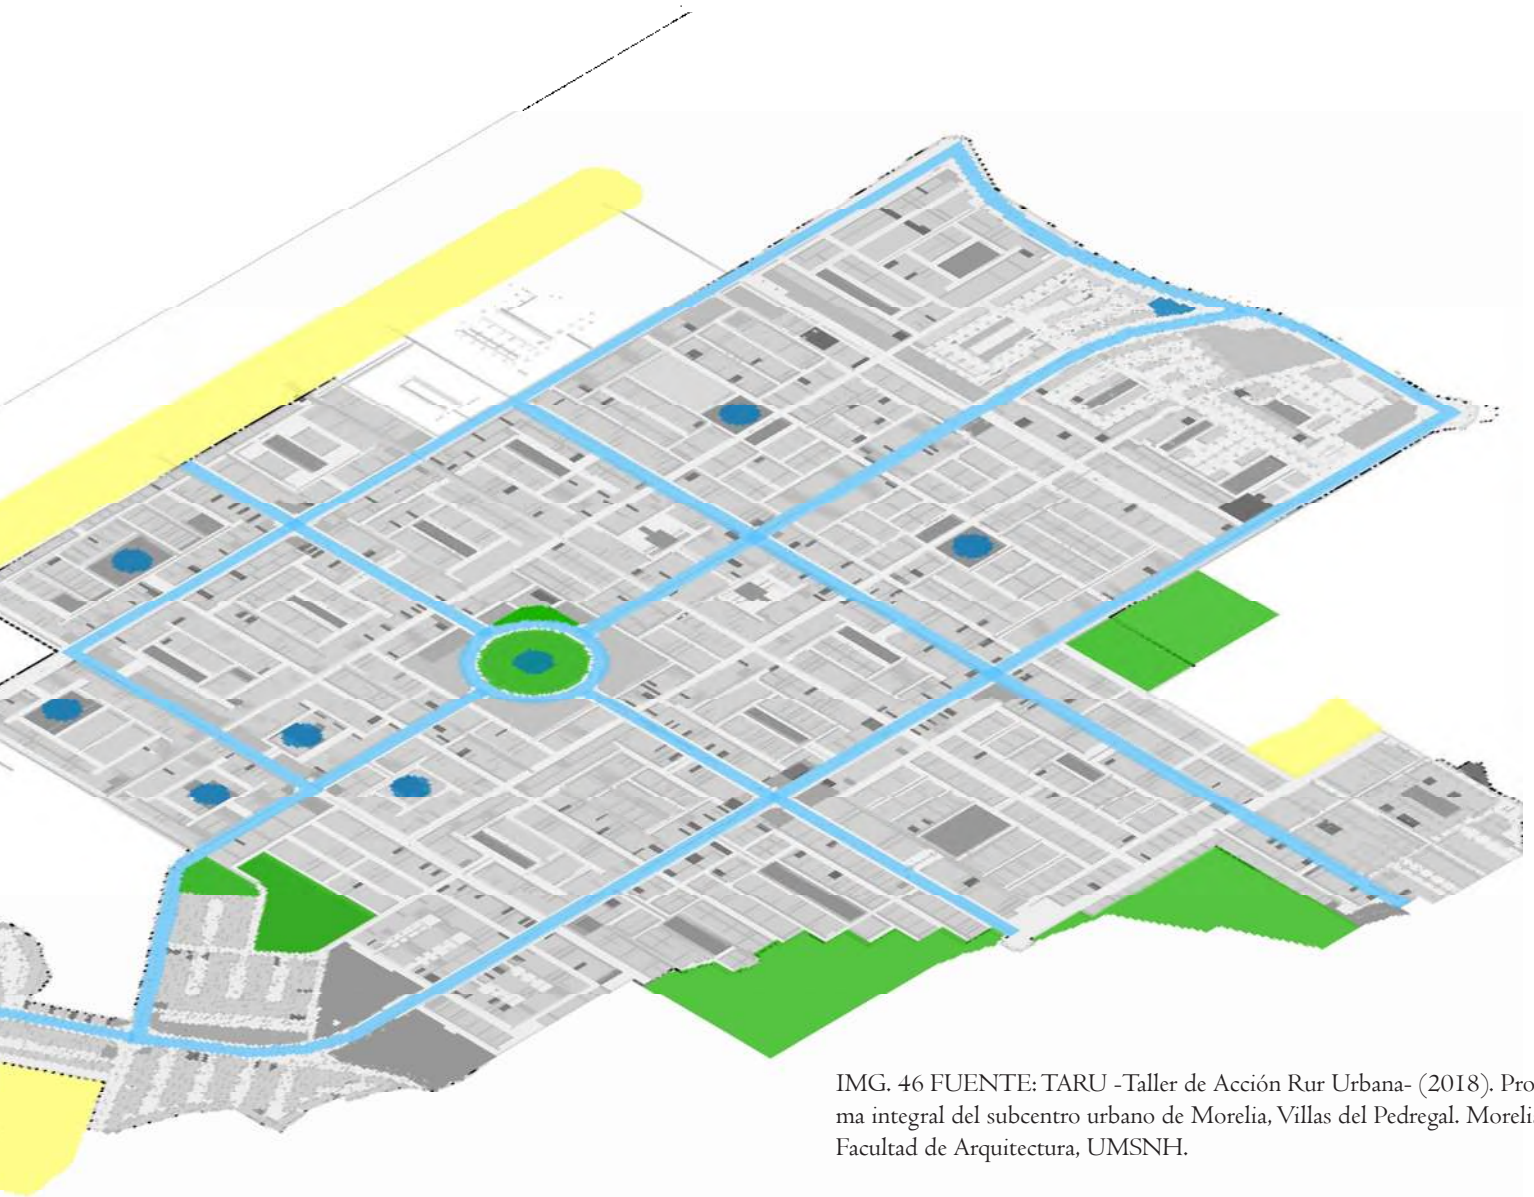 IMG. 46 FUENTE: TARU -Taller de Acción Rur Urbana- (2018). Pro
ma integral del subcentro urbano de Morelia, Villas del Pedregal. Moreli
Facultad de Arquitectura, UMSNH.